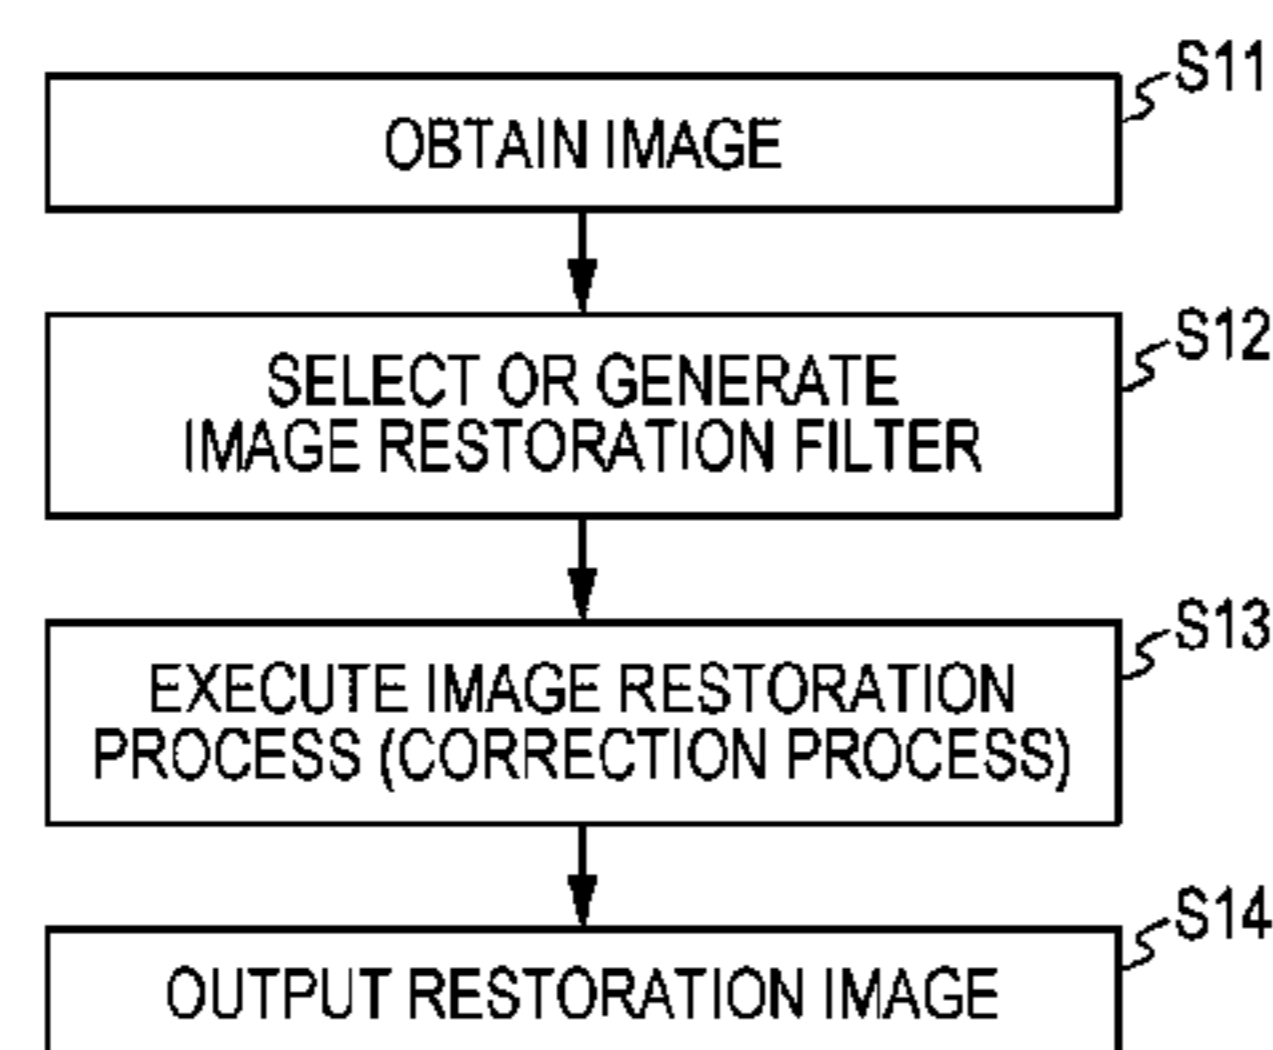 S11
OBTAIN IMAGE
S12
SELECT OR GENERATE
IMAGE RESTORATION FILTER
S13
EXECUTE IMAGE RESTORATION
PROCESS (CORRECTION PROCESS)
S14
OUTPUT RESTORATION IMAGE